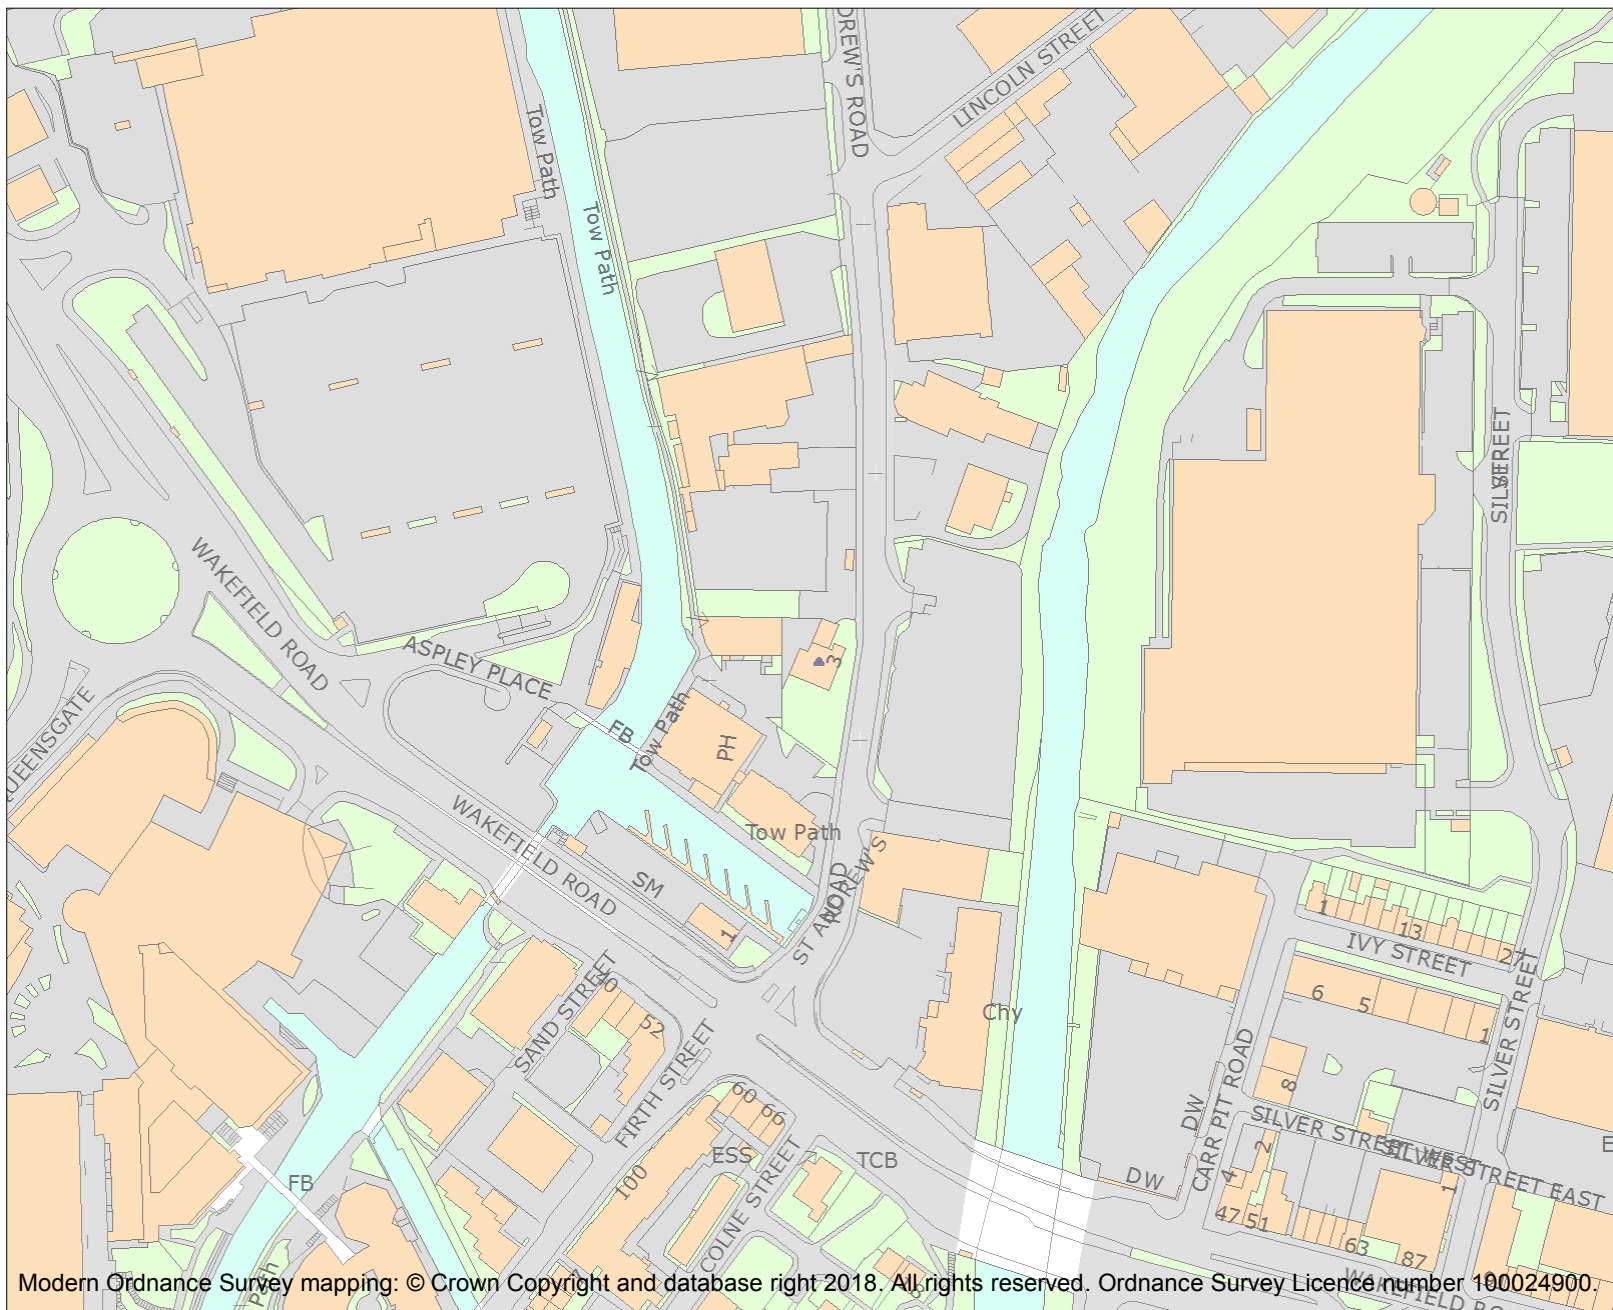 DREW'S ROAD
LINCOLN STREET
Tow Path
Tow Path
SILVER STREET
WAKEFIELD ROAD
ASPLEY PLACE
3
QUEENSGATE
FB
Tow Path
PH
WAKEFIELD ROAD
Tow Path
ST ANDREW'S
ROAD
SM
1
1
13
27
IVY STREET
40
52
SAND STREET
6
5
1
Chy
FIRTH STREET
SILVER STREET
CARR PIT ROAD
8
60 66
DW
SILVER STREET WEST
SILVER STREET EAST
ESS
TCB
2
4
100
COLNE STREET
DW
FB
1
47 51
63
87
Path
WAKEFIELD
Modern Ordnance Survey mapping: © Crown Copyright and database right 2018. All rights reserved. Ordnance Survey Licence number 100024900.